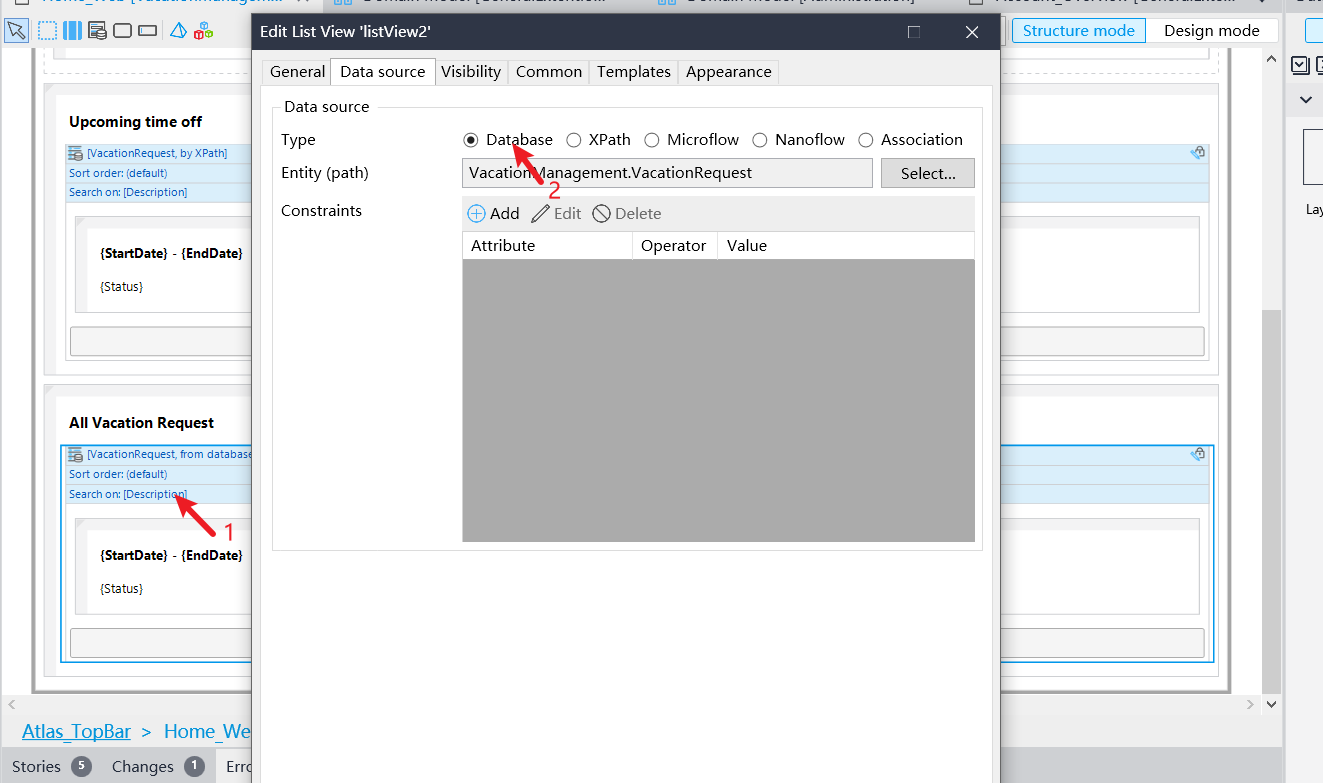 Edit List View 'listView2'
Structure mode
Design mode
General
Data source
Visibility
Common
Templates
Appearance
Data source
Type
Database
XPath
Microflow
Nanoflow
Association
Entity (path)
VacationManagement.VacationRequest
Select...
2
Constraints
Add
Edit
Delete
Attribute
Operator
Value
Upcoming time off
[VacationRequest, by XPath]
Sort order: (default)
Search on: [Description]
{StartDate} - {EndDate}
{Status}
All Vacation Request
[VacationRequest, from database
Sort order: (default)
Search on: [Description]
1
{StartDate} - {EndDate}
{Status}
Lay
Atlas_TopBar > Home_We
Stories 5
Changes 1
Erro